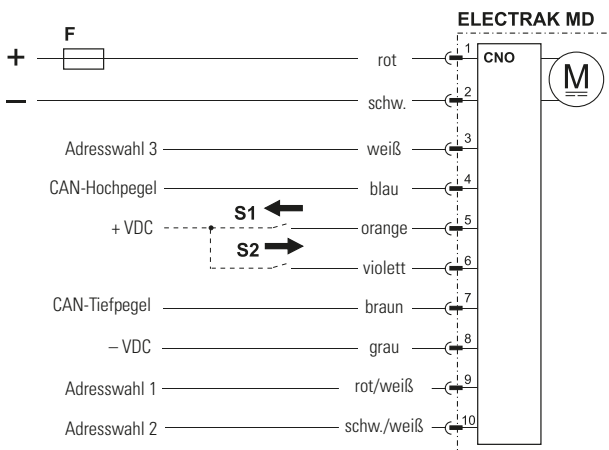 ELECTRAK MD
F
+ rot 1 CNO M
– schw. 2
Adresswahl 3 weiß 3
CAN-Hochpegel blau 4
S1
+ VDC orange 5
S2
violett 6
CAN-Tiefpegel braun 7
– VDC grau 8
Adresswahl 1 rot/weiß 9
Adresswahl 2 schw./weiß 10